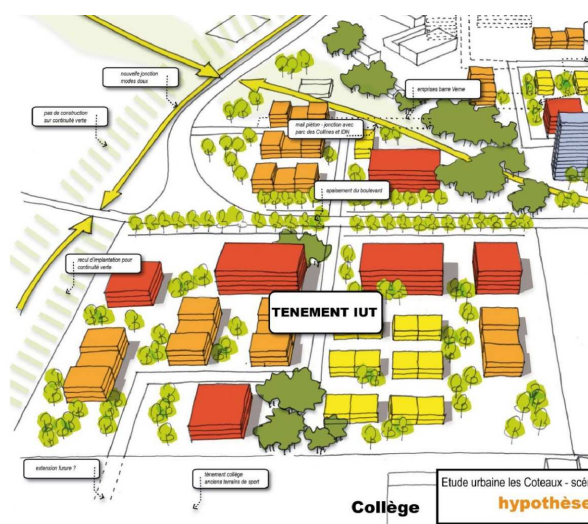 nouvelle jonction
modes doux
pas de construction
sur continuité verte
emprises barre Verne
mail piéton - jonction avec
parc des Collines et IDN
apaisement du boulevard
recul d'implantation pour
continuité verte
TENEMENT IUT
extension future ?
tènement collège
anciens terrains de sport
Collège
Etude urbaine les Coteaux - scé
hypothèse